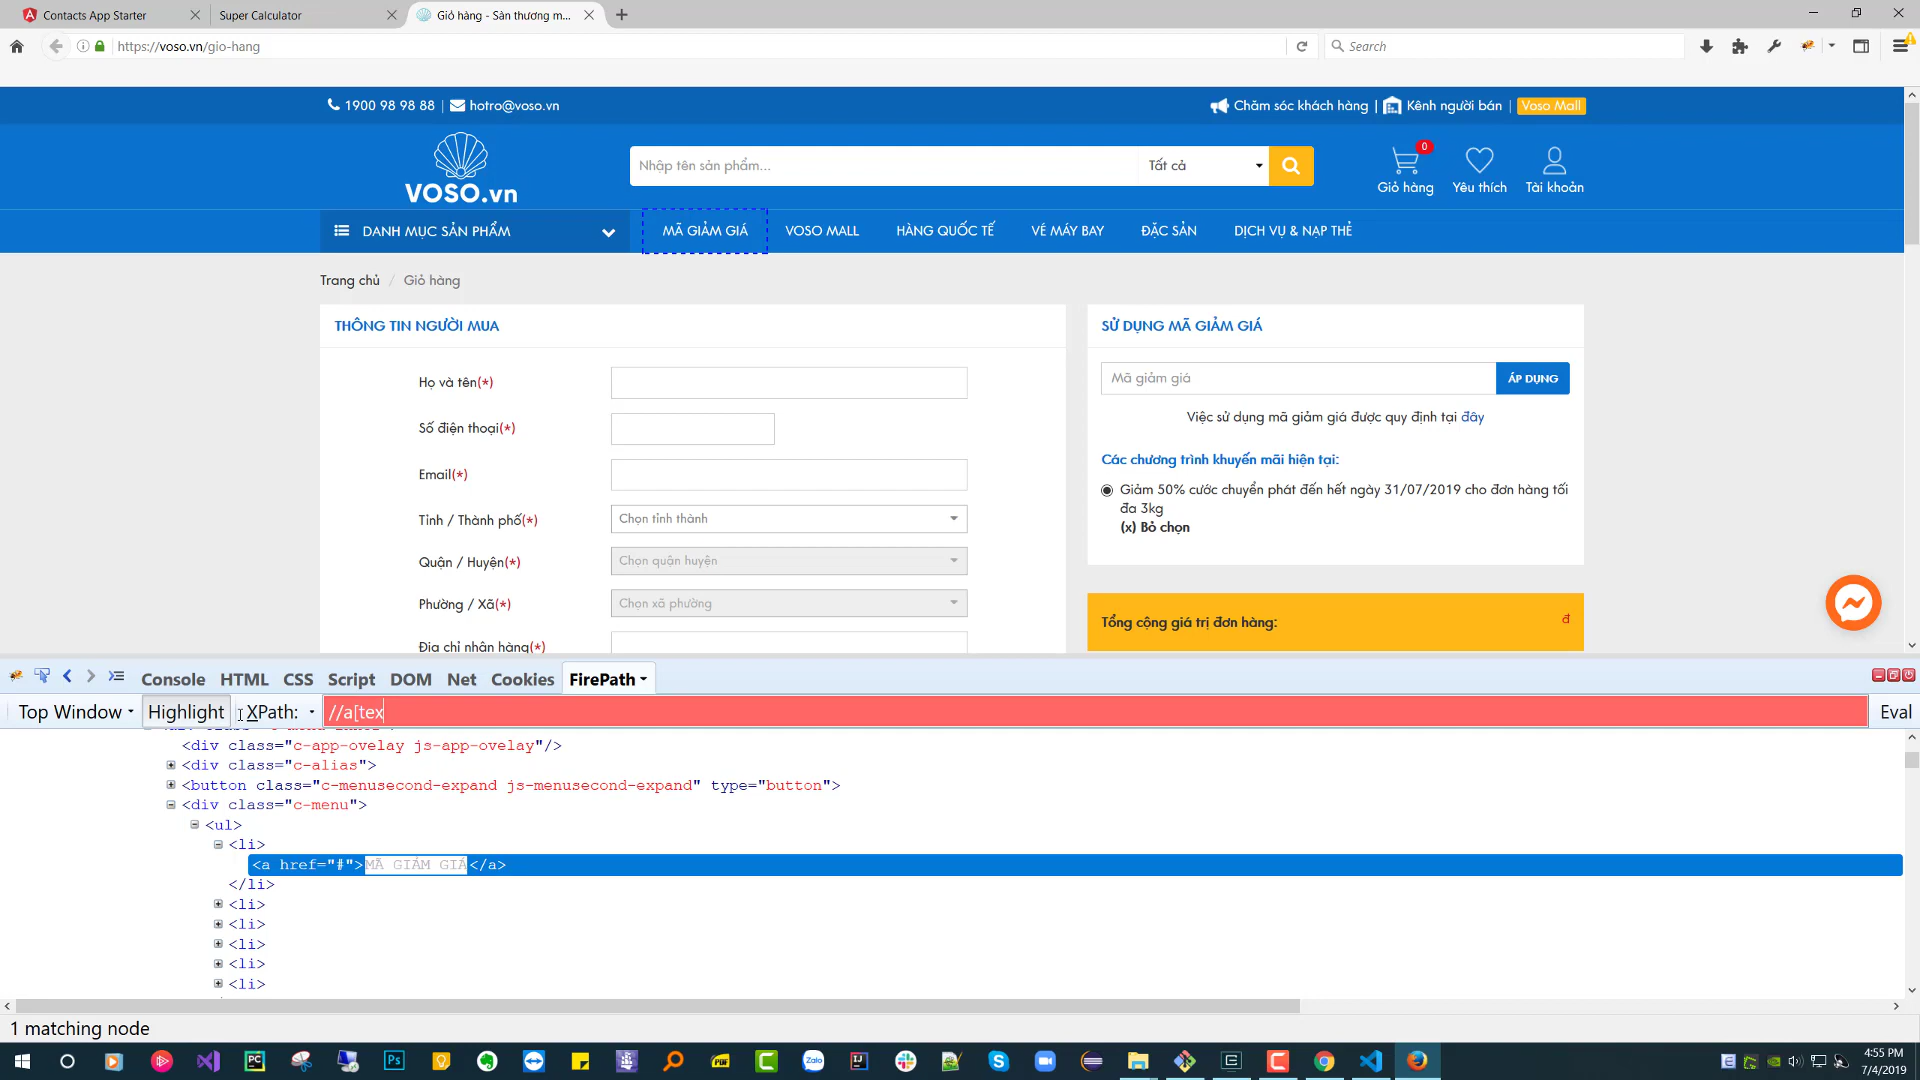 Contacts App Starter
Super Calculator
Giỏ hàng - Sàn thương m...
https://voso.vn/gio-hang
Search
1900 98 98 88 | hotro@voso.vn
Chăm sóc khách hàng | Kênh người bán | Voso Mall
VOSO.vn
Nhập tên sản phẩm...
Tất cả
0
Giỏ hàng
Yêu thích
Tài khoản
DANH MỤC SẢN PHẨM
MÃ GIẢM GIÁ
VOSO MALL
HÀNG QUỐC TẾ
VÉ MÁY BAY
ĐẶC SẢN
DỊCH VỤ & NẠP THẺ
Trang chủ / Giỏ hàng
THÔNG TIN NGƯỜI MUA
Họ và tên(*)
Số điện thoại(*)
Email(*)
Tỉnh / Thành phố(*)
Chọn tỉnh thành
Quận / Huyện(*)
Chọn quận huyện
Phường / Xã(*)
Chọn xã phường
Địa chỉ nhận hàng(*)
SỬ DỤNG MÃ GIẢM GIÁ
Mã giảm giá
ÁP DỤNG
Việc sử dụng mã giảm giá được quy định tại đây
Các chương trình khuyến mãi hiện tại:
Giảm 50% cước chuyển phát đến hết ngày 31/07/2019 cho đơn hàng tối
đa 3kg
(x) Bỏ chọn
Tổng cộng giá trị đơn hàng:
đ
Console HTML CSS Script DOM Net Cookies FirePath
Top Window Highlight XPath: //a[tex Eval
<div class="c-app-ovelay js-app-ovelay"/>
<div class="c-alias">
<button class="c-menusecond-expand js-menusecond-expand" type="button">
<div class="c-menu">
<ul>
<li>
<a href="#">MÃ GIẢM GIÁ</a>
</li>
<li>
<li>
<li>
<li>
<li>
1 matching node
4:55 PM
7/4/2019